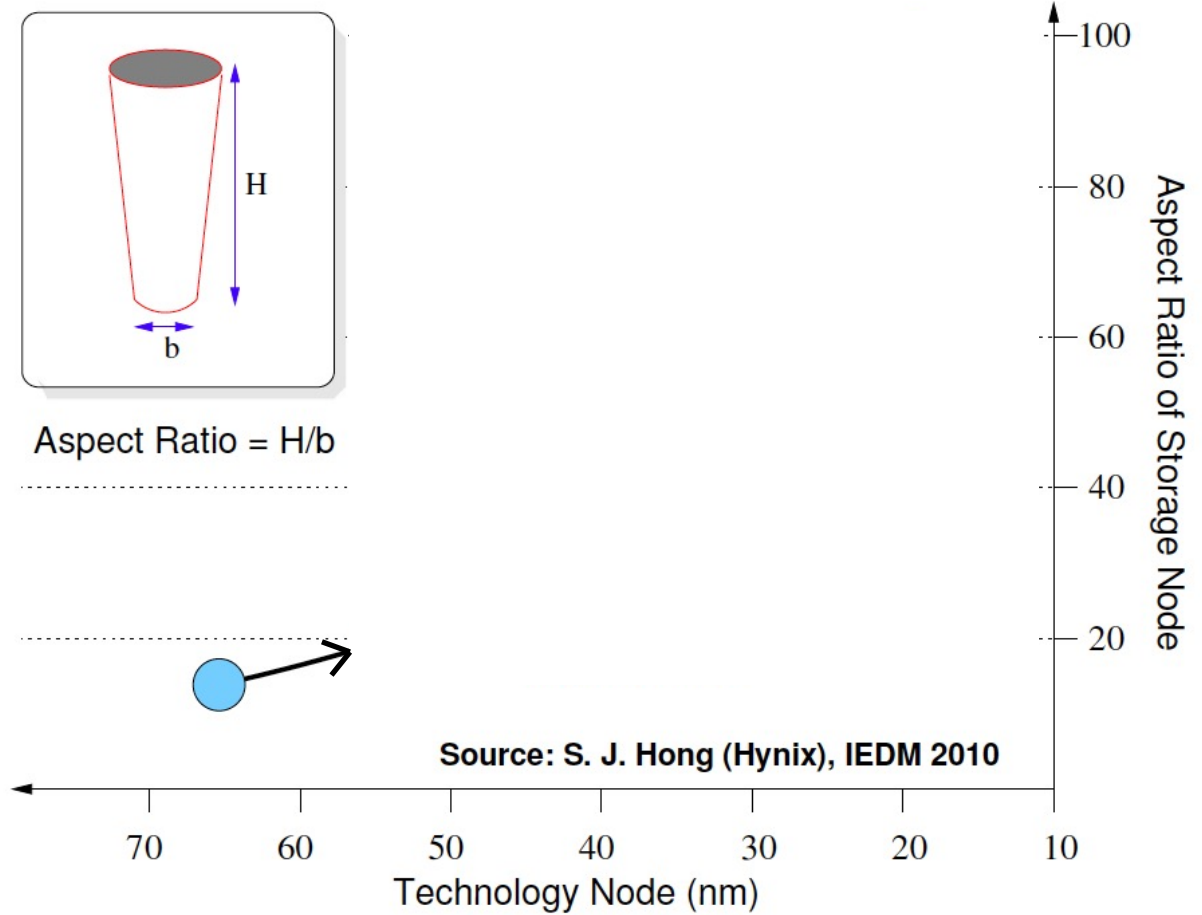 H
b
Aspect Ratio = H/b
100
80
60
40
20
Aspect Ratio of Storage Node
Source: S. J. Hong (Hynix), IEDM 2010
70 60 50 40 30 20 10
Technology Node (nm)